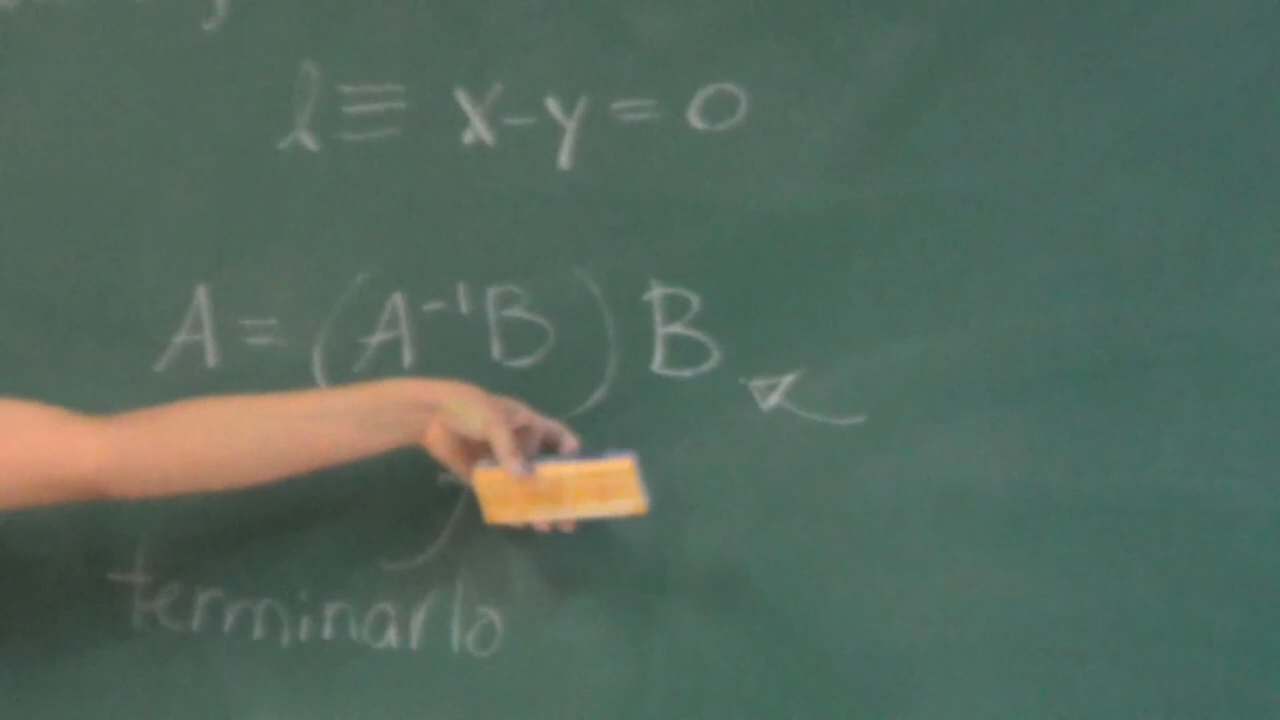 l ≡ x-y=0
A = (A⁻¹B) B
terminarlo